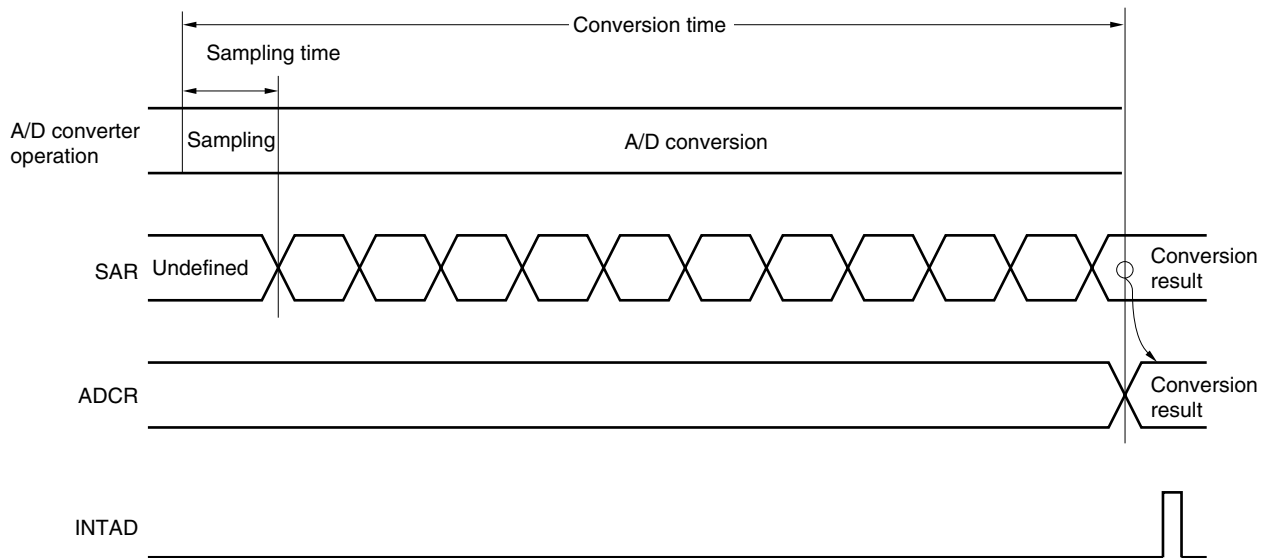 Conversion time
Sampling time
A/D converter
operation
Sampling
A/D conversion
SAR
Undefined
Conversion
result
ADCR
Conversion
result
INTAD